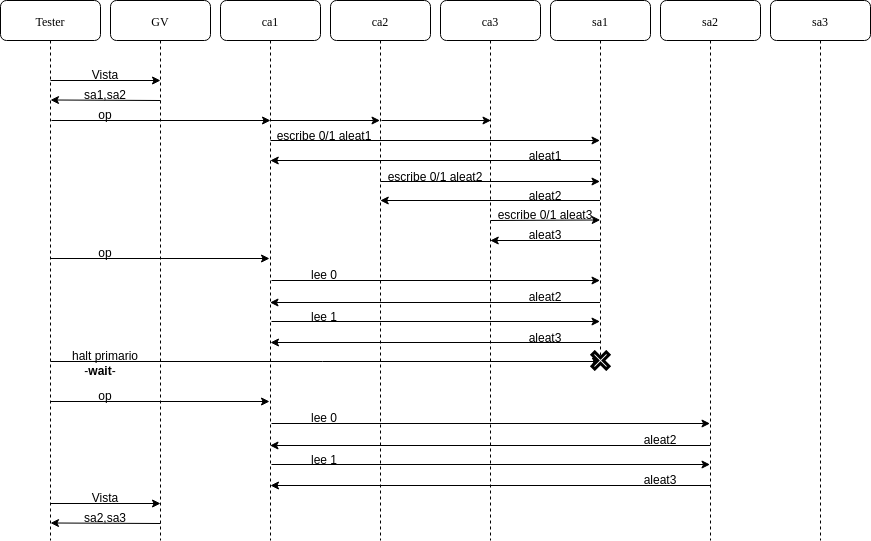 Tester GV ca1 ca2 ca3 sa1 sa2 sa3
Vista
sa1,sa2
op
escribe 0/1 aleat1
aleat1
escribe 0/1 aleat2
aleat2
escribe 0/1 aleat3
aleat3
op
lee 0
aleat2
lee 1
aleat3
halt primario
-wait-
op
lee 0
aleat2
lee 1
aleat3
Vista
sa2,sa3